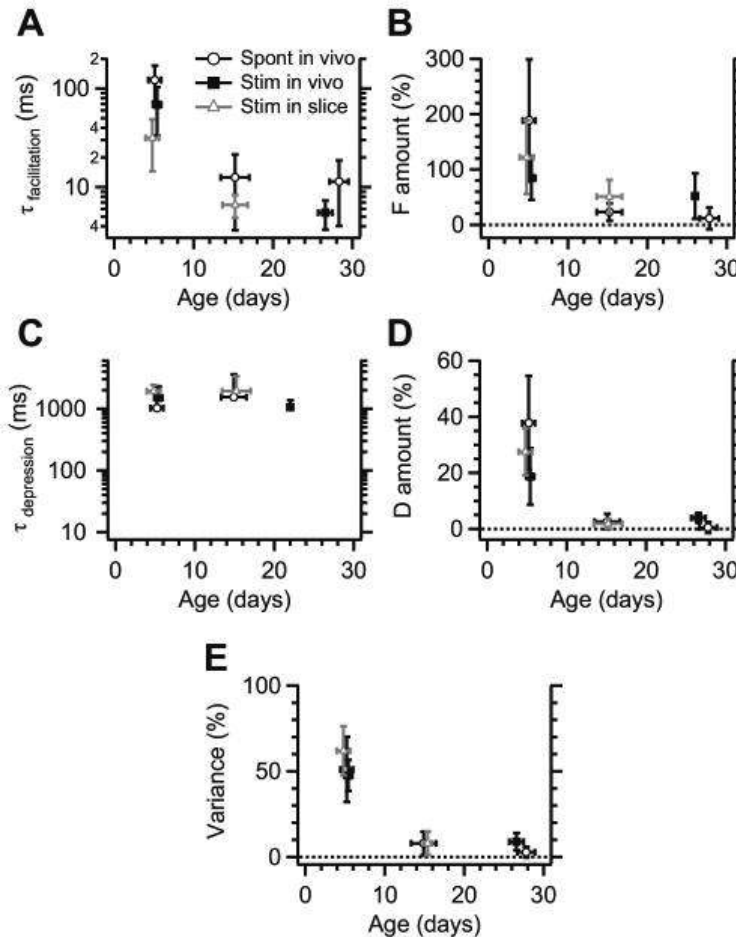 A
τ facilitation (ms)
2
100
4
2
10
4
0 10 20 30
Age (days)
Spont in vivo
Stim in vivo
Stim in slice
B
F amount (%)
300
200
100
0
0 10 20 30
Age (days)
C
τ depression (ms)
1000
100
10
0 10 20 30
Age (days)
D
D amount (%)
60
40
20
0
0 10 20 30
Age (days)
E
Variance (%)
100
50
0
0 10 20 30
Age (days)